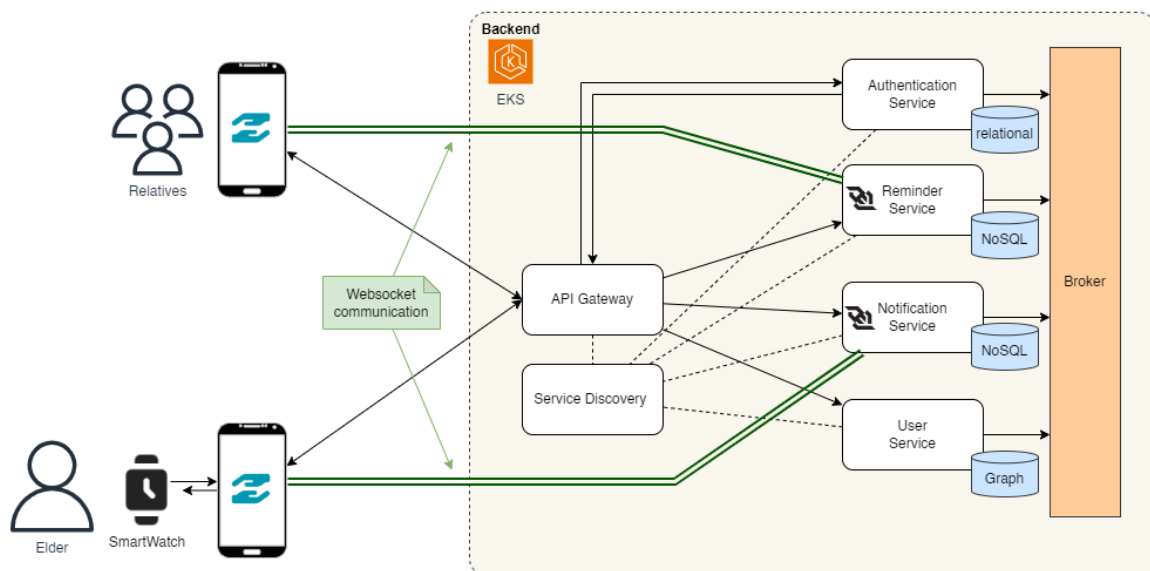 Backend
EKS
Authentication
Service
relational
Relatives
Reminder
Service
NoSQL
Websocket
communication
API Gateway
Broker
Notification
Service
NoSQL
Service Discovery
User
Service
Graph
Elder
SmartWatch